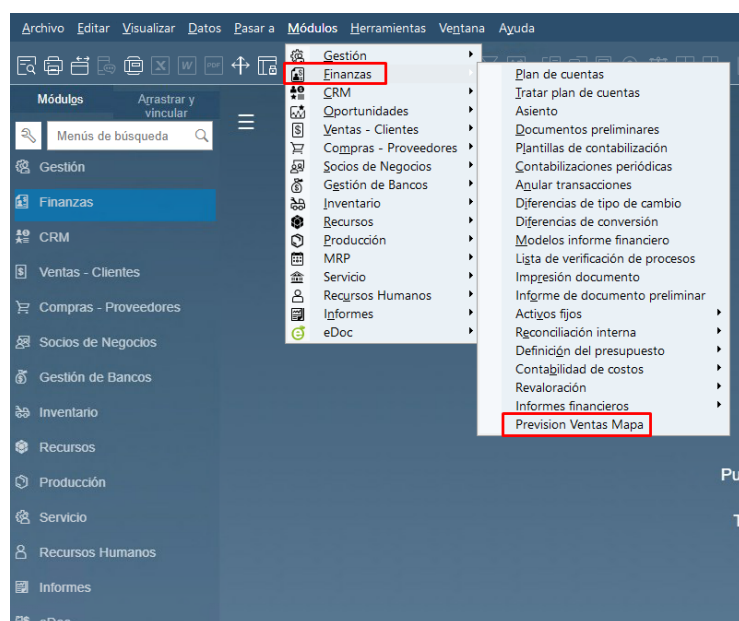 Archivo Editar Visualizar Datos Pasar a Módulos Herramientas Ventana Ayuda
Módulos
Arrastrar y
vincular
Menús de búsqueda
Gestión
Finanzas
CRM
Ventas - Clientes
Compras - Proveedores
Socios de Negocios
Gestión de Bancos
Inventario
Recursos
Producción
Servicio
Recursos Humanos
Informes
eDoc
Gestión
Finanzas
CRM
Oportunidades
Ventas - Clientes
Compras - Proveedores
Socios de Negocios
Gestión de Bancos
Inventario
Recursos
Producción
MRP
Servicio
Recursos Humanos
Informes
eDoc
Plan de cuentas
Tratar plan de cuentas
Asiento
Documentos preliminares
Plantillas de contabilización
Contabilizaciones periódicas
Anular transacciones
Diferencias de tipo de cambio
Diferencias de conversión
Modelos informe financiero
Lista de verificación de procesos
Impresión documento
Informe de documento preliminar
Activos fijos
Reconciliación interna
Definición del presupuesto
Contabilidad de costos
Revaloración
Informes financieros
Prevision Ventas Mapa
Pu
T